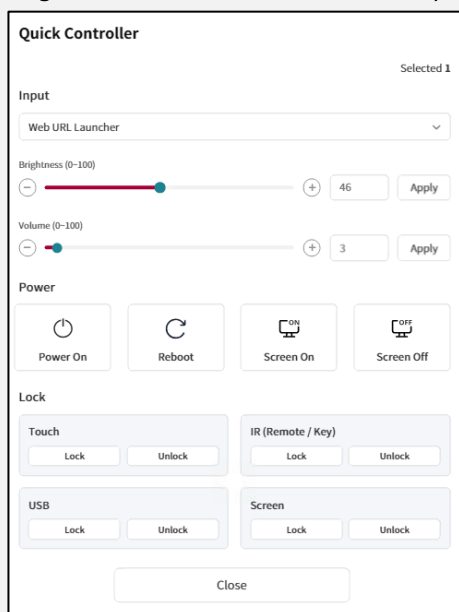 Quick Controller
Selected 1
Input
Web URL Launcher
Brightness (0~100)
46 Apply
Volume (0~100)
3 Apply
Power
ON OFF
Power On Reboot Screen On Screen Off
Lock
Touch IR (Remote / Key)
Lock Unlock Lock Unlock
USB Screen
Lock Unlock Lock Unlock
Close